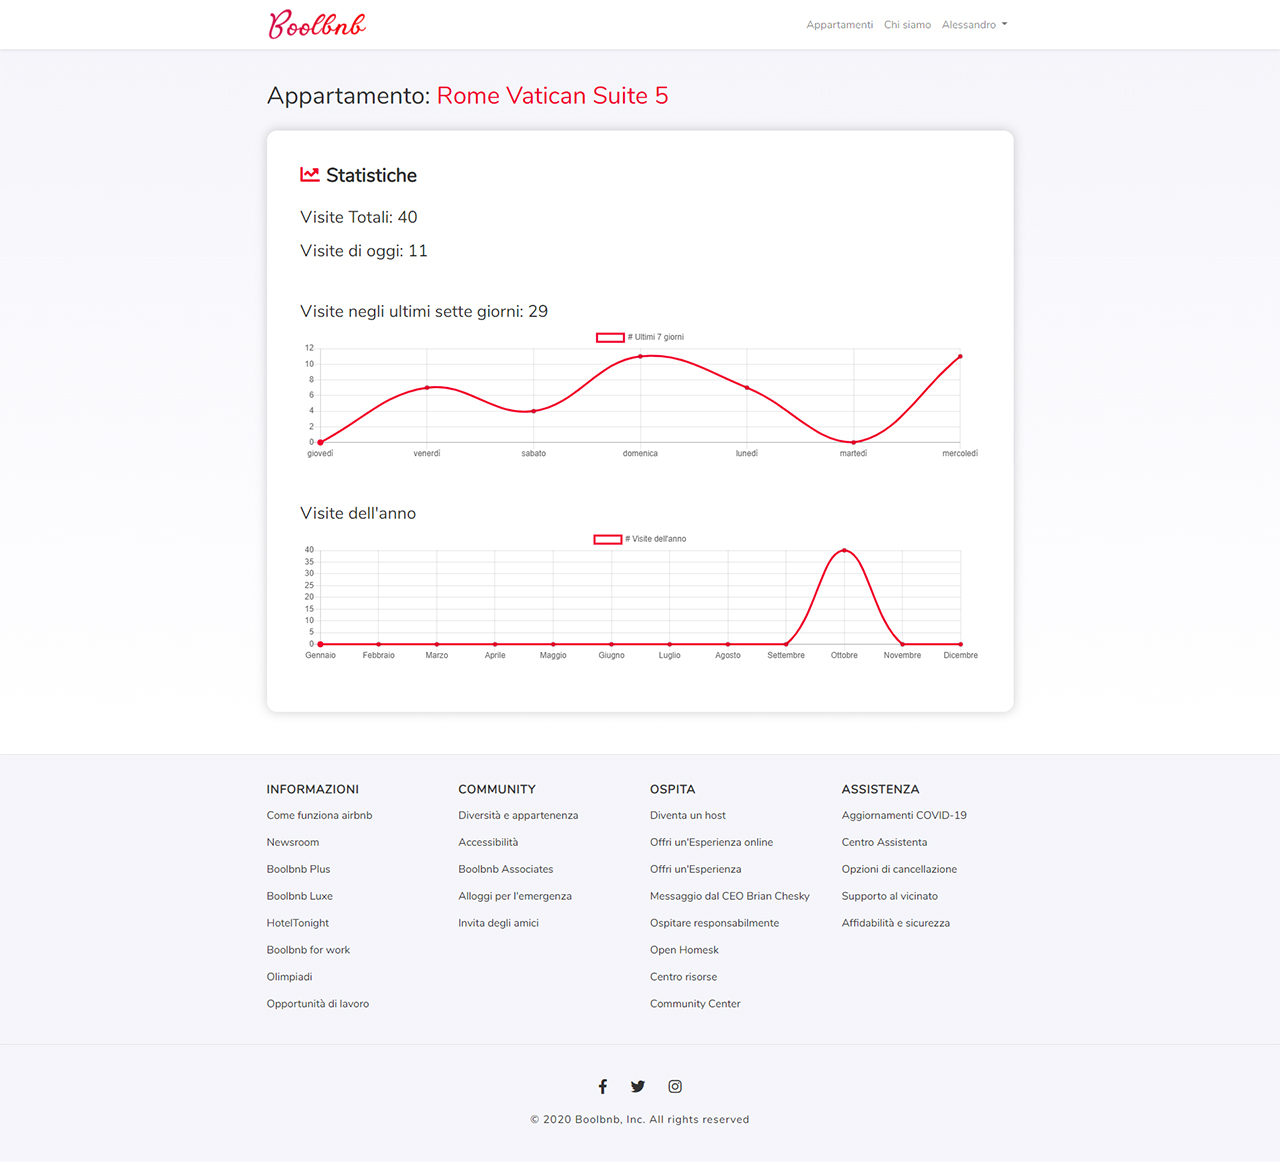 Boolbnb
Appartamenti Chi siamo Alessandro
Appartamento: Rome Vatican Suite 5
Statistiche
Visite Totali: 40
Visite di oggi: 11
Visite negli ultimi sette giorni: 29
# Ultimi 7 giorni
12
10
8
6
4
2
0
giovedì venerdì sabato domenica lunedì martedì mercoledì
Visite dell'anno
# Visite dell'anno
40
35
30
25
20
15
10
5
0
Gennaio Febbraio Marzo Aprile Maggio Giugno Luglio Agosto Settembre Ottobre Novembre Dicembre
INFORMAZIONI
Come funziona airbnb
Newsroom
Boolbnb Plus
Boolbnb Luxe
HotelTonight
Boolbnb for work
Olimpiadi
Opportunità di lavoro
COMMUNITY
Diversità e appartenenza
Accessibilità
Boolbnb Associates
Alloggi per l'emergenza
Invita degli amici
OSPITA
Diventa un host
Offri un'Esperienza online
Offri un'Esperienza
Messaggio dal CEO Brian Chesky
Ospitare responsabilmente
Open Homesk
Centro risorse
Community Center
ASSISTENZA
Aggiornamenti COVID-19
Centro Assistenta
Opzioni di cancellazione
Supporto al vicinato
Affidabilità e sicurezza
© 2020 Boolbnb, Inc. All rights reserved